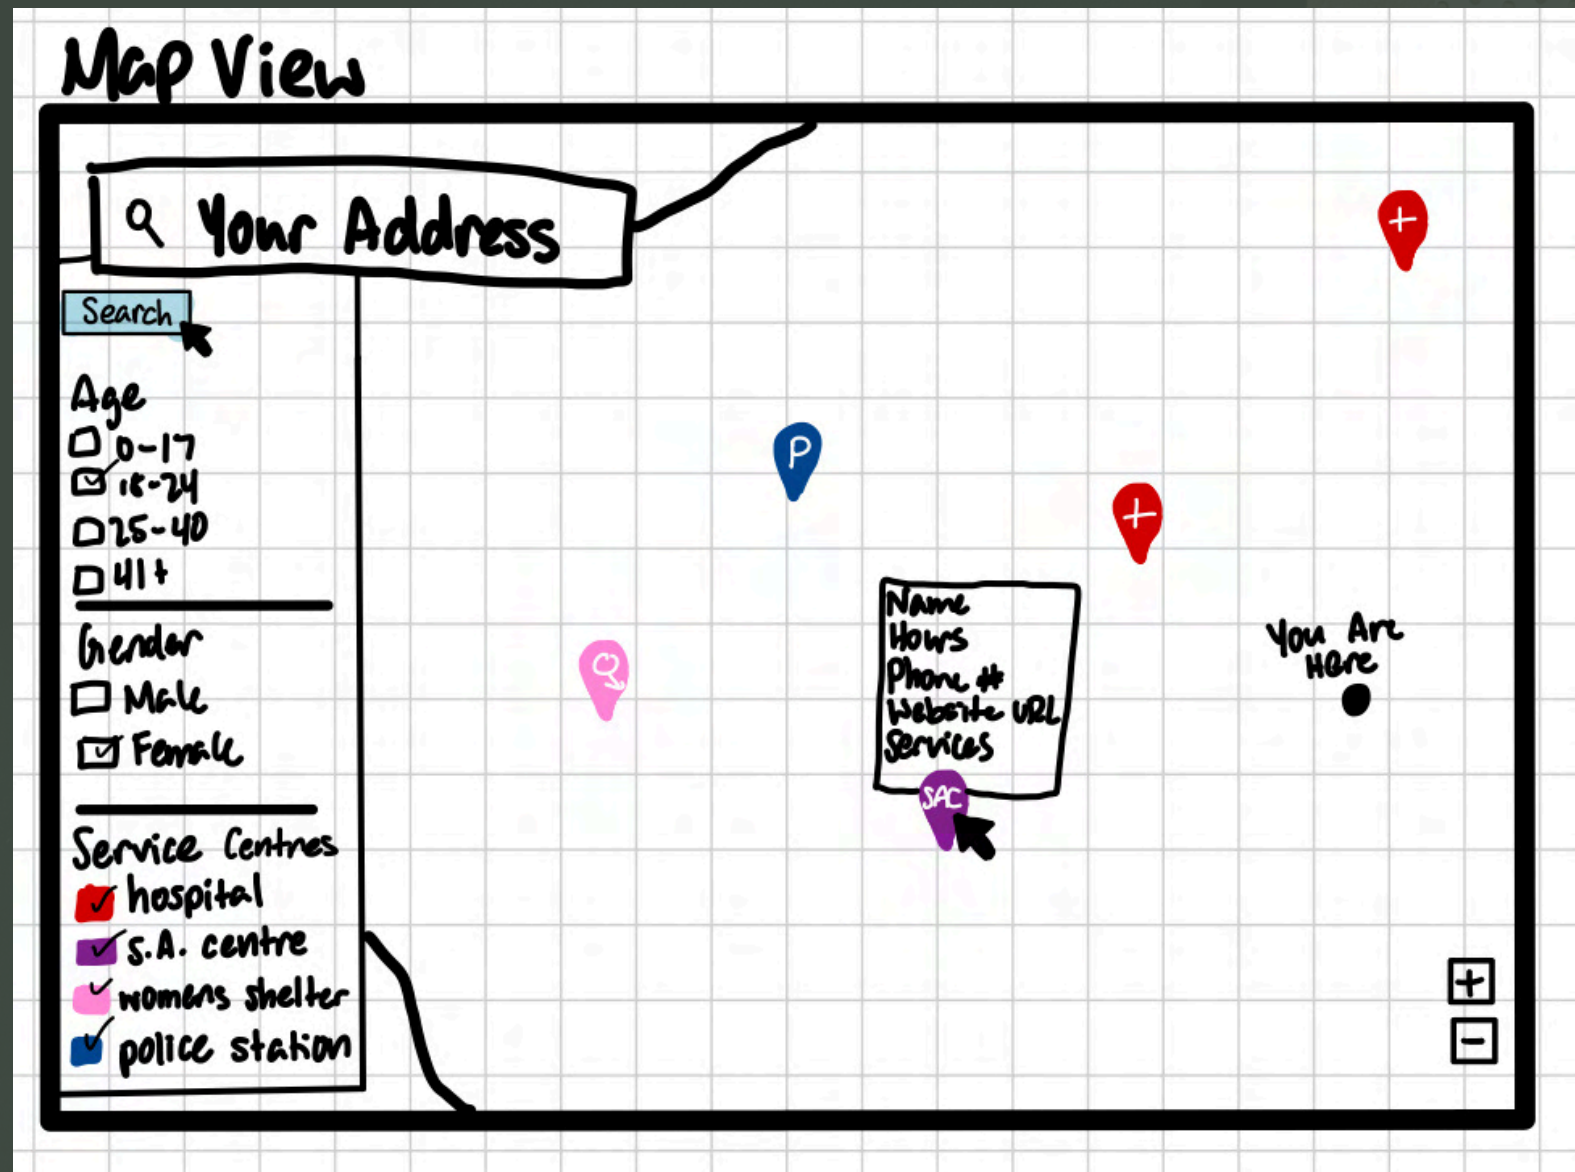 Map View
Your Address
Search
Age
0-17
18-24
25-40
41+
Gender
Male
Female
Service Centres
hospital
S.A. centre
womens shelter
police station
P
+
+
Name
Hours
Phone #
Website URL
Services
SAC
You Are
Here
+
-